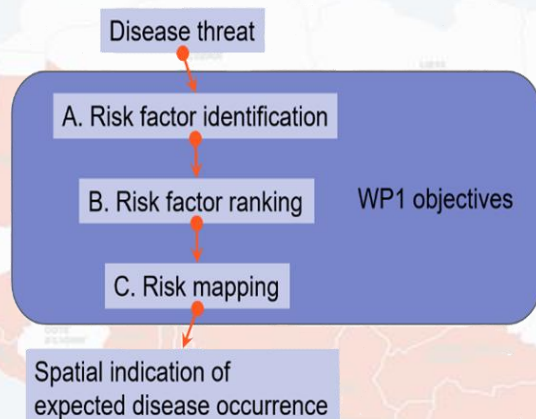 Disease threat
A. Risk factor identification
B. Risk factor ranking
WP1 objectives
C. Risk mapping
Spatial indication of
expected disease occurrence